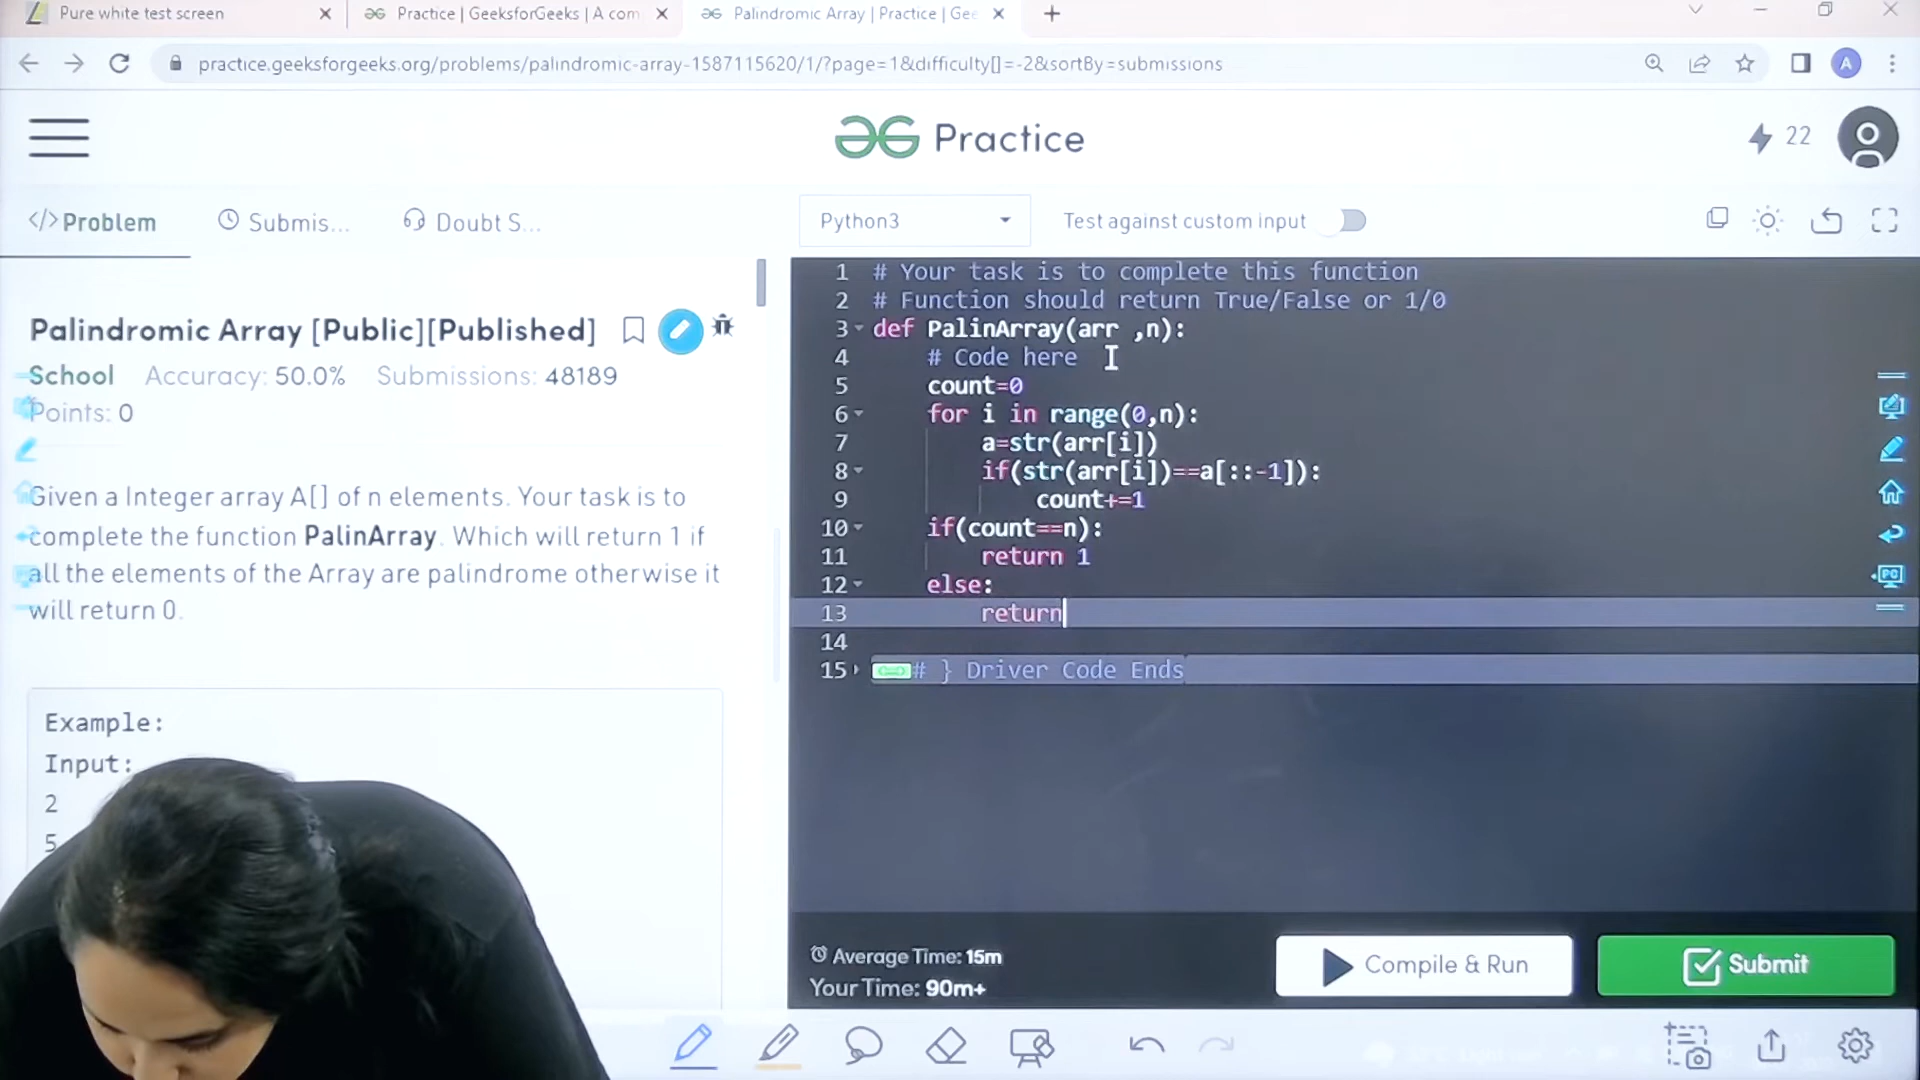 Pure white test screen
Practice | GeeksforGeeks | A com
Palindromic Array | Practice | Gee
practice.geeksforgeeks.org/problems/palindromic-array-1587115620/1/?page=1&difficulty[]=-2&sortBy=submissions
A
Practice
22
</> Problem
Submis...
Doubt S...
Python3
Test against custom input
Palindromic Array [Public][Published]
School Accuracy: 50.0% Submissions: 48189
Points: 0
Given a Integer array A[] of n elements. Your task is to
complete the function PalinArray. Which will return 1 if
all the elements of the Array are palindrome otherwise it
will return 0.
Example:
Input:
2
5
1 # Your task is to complete this function
2 # Function should return True/False or 1/0
3 def PalinArray(arr ,n):
4 # Code here
5 count=0
6 for i in range(0,n):
7 a=str(arr[i])
8 if(str(arr[i])==a[::-1]):
9 count+=1
10 if(count==n):
11 return 1
12 else:
13 return
14
15 # } Driver Code Ends
PC
Average Time: 15m
Your Time: 90m+
Compile & Run
Submit